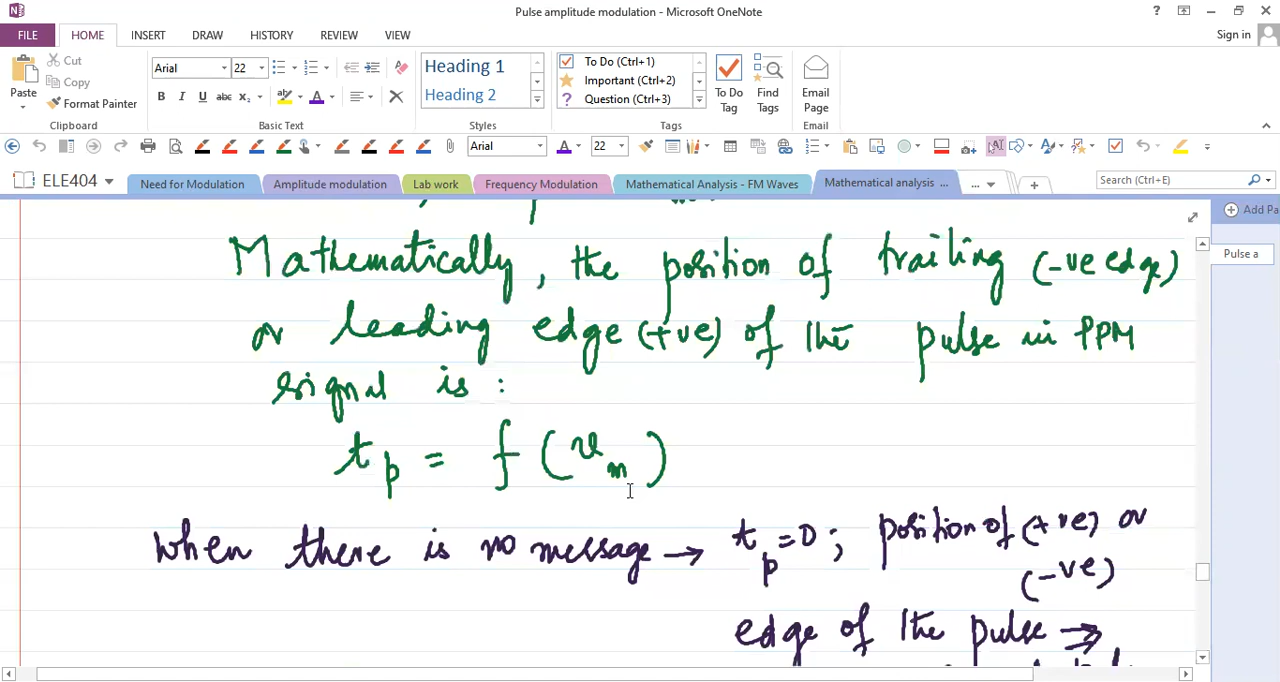 Pulse amplitude modulation - Microsoft OneNote
Sign in
FILE HOME INSERT DRAW HISTORY REVIEW VIEW
Paste
Cut
Copy
Format Painter
Clipboard
Arial 22
B I U abc x₂ A
Basic Text
Heading 1
Heading 2
Styles
To Do (Ctrl+1)
Important (Ctrl+2)
Question (Ctrl+3)
To Do Tag
Find Tags
Tags
Email Page
Email
Arial A 22
ELE404 Need for Modulation Amplitude modulation Lab work Frequency Modulation Mathematical Analysis - FM Waves Mathematical analysis ... ... Search (Ctrl+E)
Add Pa
Pulse a
Mathematically, the position of trailing (-ve edge)
or leading edge (+ve) of the pulse in PPM
signal is :
t_p = f (v_m)
When there is no message → t_p = 0 ; position of (+ve) or
(-ve)
edge of the pulse ⇒